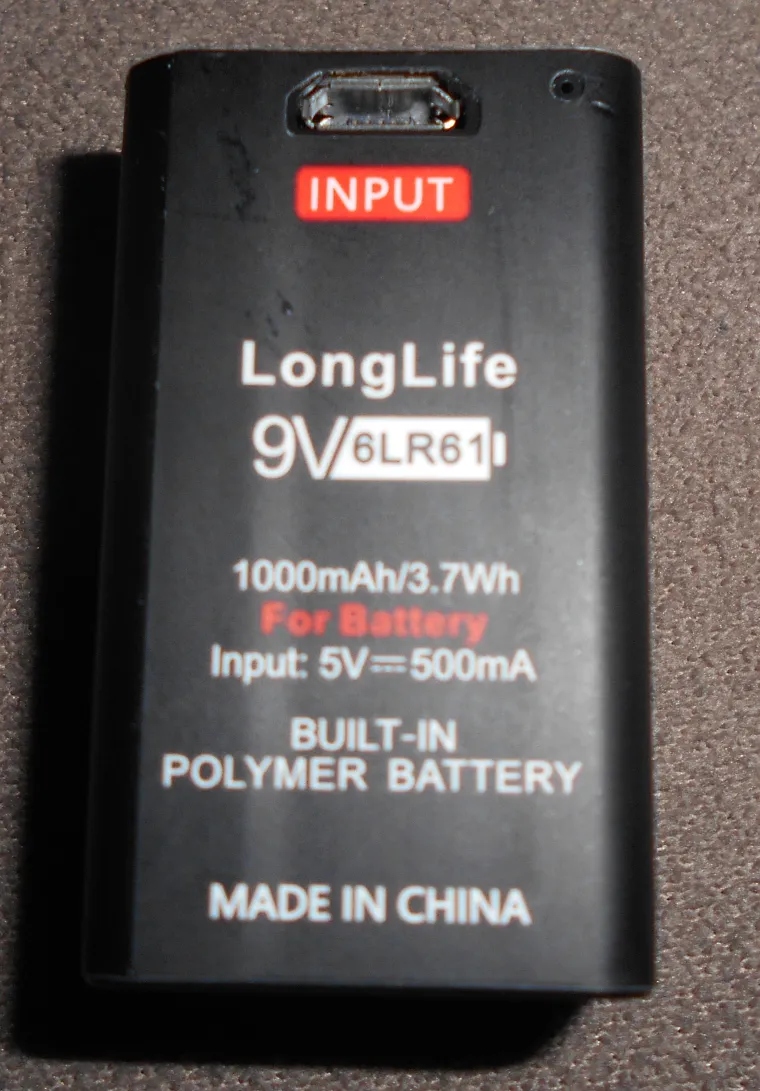 INPUT
LongLife
9V 6LR61
1000mAh/3.7Wh
For Battery
Input: 5V⎓500mA
BUILT-IN
POLYMER BATTERY
MADE IN CHINA